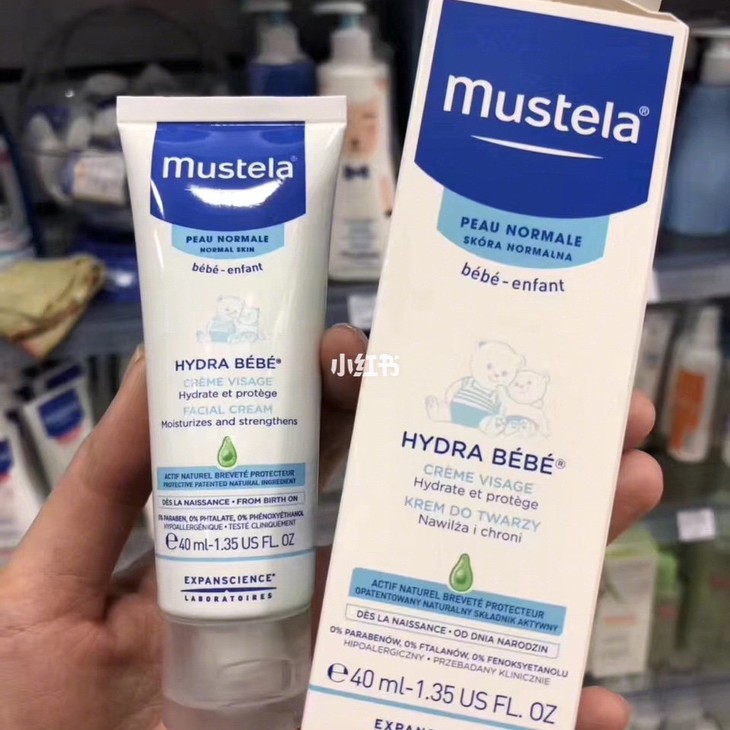 mustela®
PEAU NORMALE
NORMAL SKIN
bébé-enfant
HYDRA BÉBÉ®
CRÈME VISAGE
Hydrate et protège
FACIAL CREAM
Moisturizes and strengthens
ACTIF NATUREL BREVETÉ PROTECTEUR
PROTECTIVE PATENTED NATURAL INGREDIENT
DÈS LA NAISSANCE • FROM BIRTH ON
0% PARABEN, 0% PHTALATE, 0% PHÉNOXYÉTHANOL
HYPOALLERGÉNIQUE • TESTÉ CLINIQUEMENT
℮40 ml-1.35 US FL. OZ
EXPANSCIENCE®
LABORATOIRES
小红书
mustela®
PEAU NORMALE
SKÓRA NORMALNA
bébé-enfant
HYDRA BÉBÉ®
CRÈME VISAGE
Hydrate et protège
KREM DO TWARZY
Nawilża i chroni
ACTIF NATUREL BREVETÉ PROTECTEUR
OPATENTOWANY NATURALNY SKŁADNIK AKTYWNY
DÈS LA NAISSANCE • OD DNIA NARODZIN
0% PARABENÓW, 0% FTALANÓW, 0% FENOKSYETANOLU
HIPOALERGICZNY • PRZEBADANY KLINICZNIE
℮40 ml-1.35 US FL. OZ